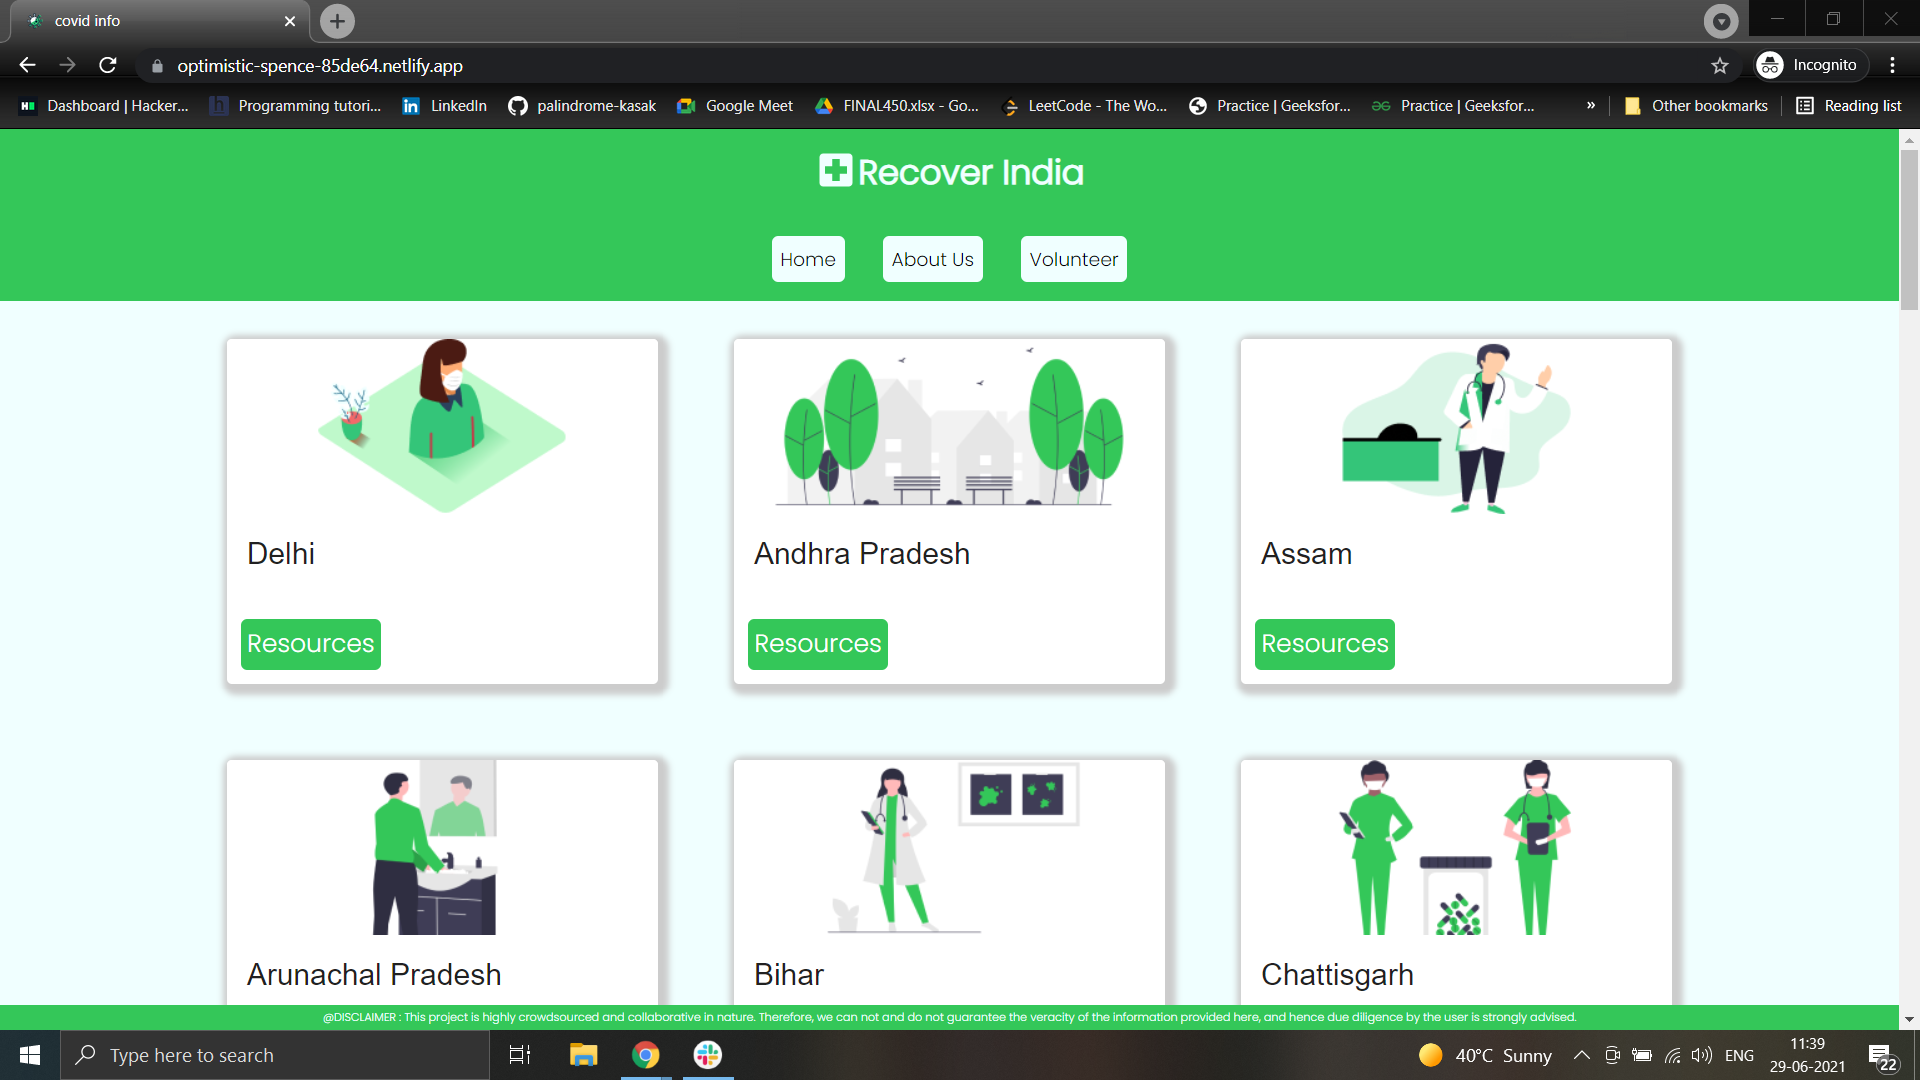 covid info
optimistic-spence-85de64.netlify.app
Incognito
Dashboard | Hacker...
Programming tutori...
LinkedIn
palindrome-kasak
Google Meet
FINAL450.xlsx - Go...
LeetCode - The Wo...
Practice | Geeksfor...
Practice | Geeksfor...
»
Other bookmarks
Reading list
Recover India
Home
About Us
Volunteer
Delhi
Andhra Pradesh
Assam
Resources
Resources
Resources
Arunachal Pradesh
Bihar
Chattisgarh
@DISCLAIMER : This project is highly crowdsourced and collaborative in nature. Therefore, we can not and do not guarantee the veracity of the information provided here, and hence due diligence by the user is strongly advised.
Type here to search
40°C Sunny
ENG
11:39
29-06-2021
22